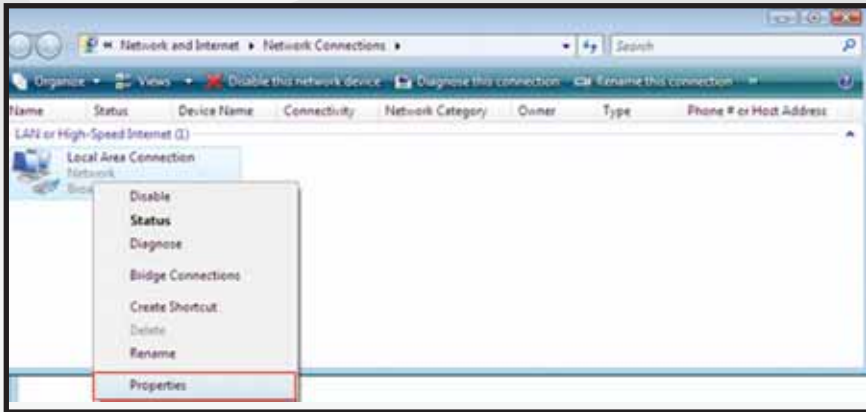 « Network and Internet ▸ Network Connections ▸ Search
Organize Views Disable this network device Diagnose this connection Rename this connection »
Name Status Device Name Connectivity Network Category Owner Type Phone # or Host Address
LAN or High-Speed Internet (1)
Local Area Connection
Network
Disable
Status
Diagnose
Bridge Connections
Create Shortcut
Delete
Rename
Properties